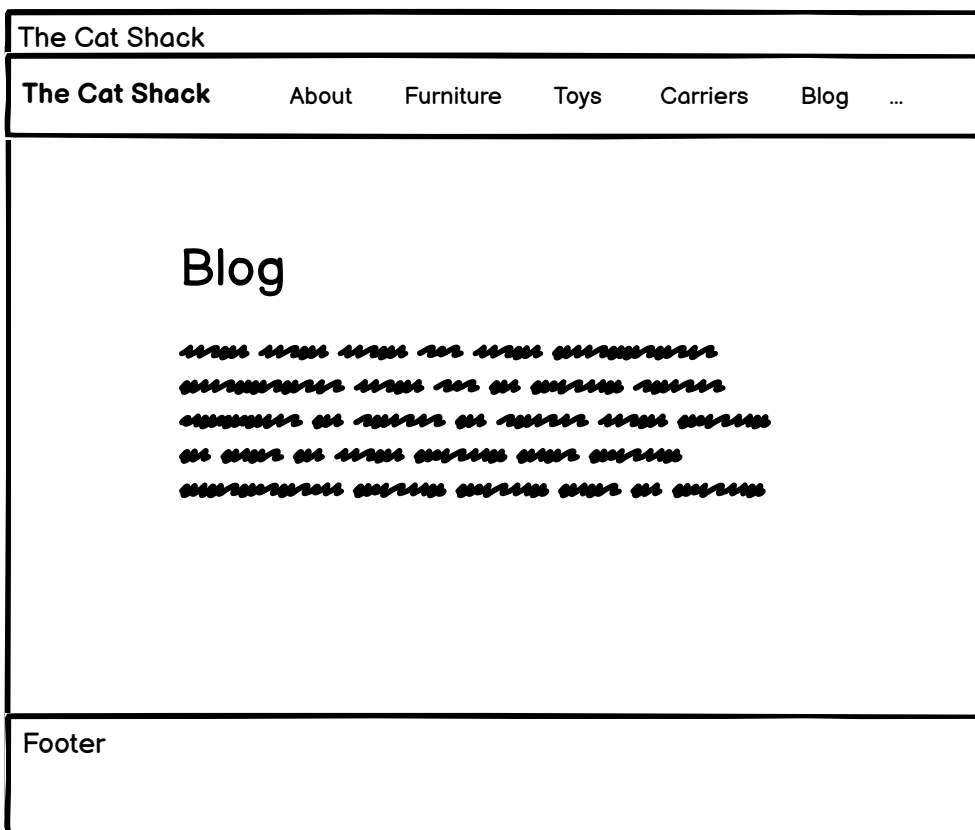 The Cat Shack
The Cat Shack About Furniture Toys Carriers Blog ...
Blog
Footer